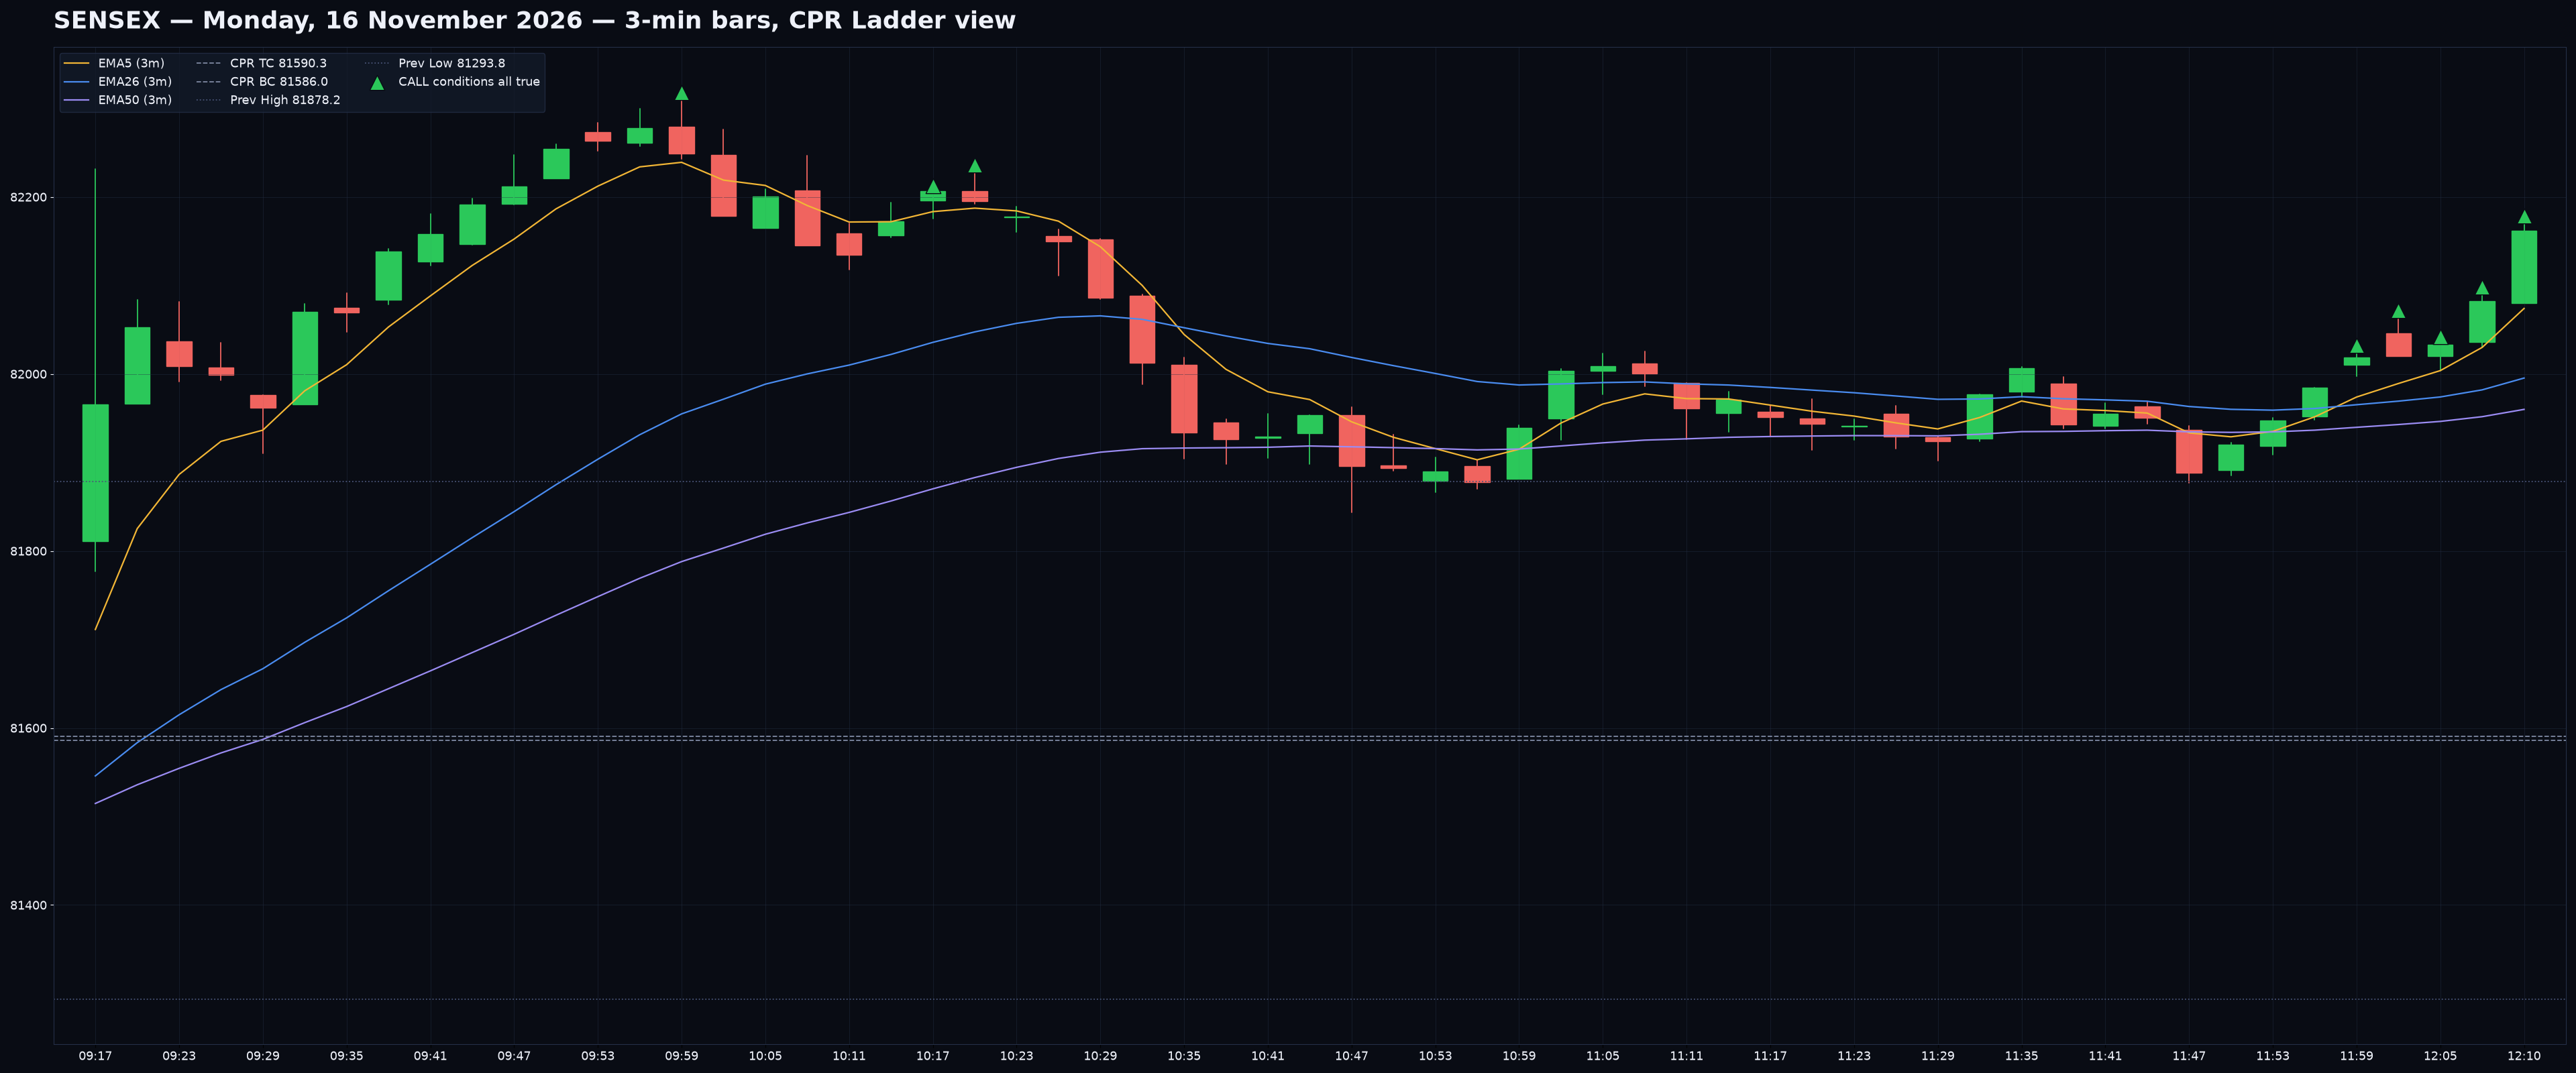 SENSEX — Monday, 16 November 2026 — 3-min bars, CPR Ladder view
EMA5 (3m)
EMA26 (3m)
EMA50 (3m)
CPR TC 81590.3
CPR BC 81586.0
Prev High 81878.2
Prev Low 81293.8
CALL conditions all true
82200
82000
81800
81600
81400
09:17 09:23 09:29 09:35 09:41 09:47 09:53 09:59 10:05 10:11 10:17 10:23 10:29 10:35 10:41 10:47 10:53 10:59 11:05 11:11 11:17 11:23 11:29 11:35 11:41 11:47 11:53 11:59 12:05 12:10